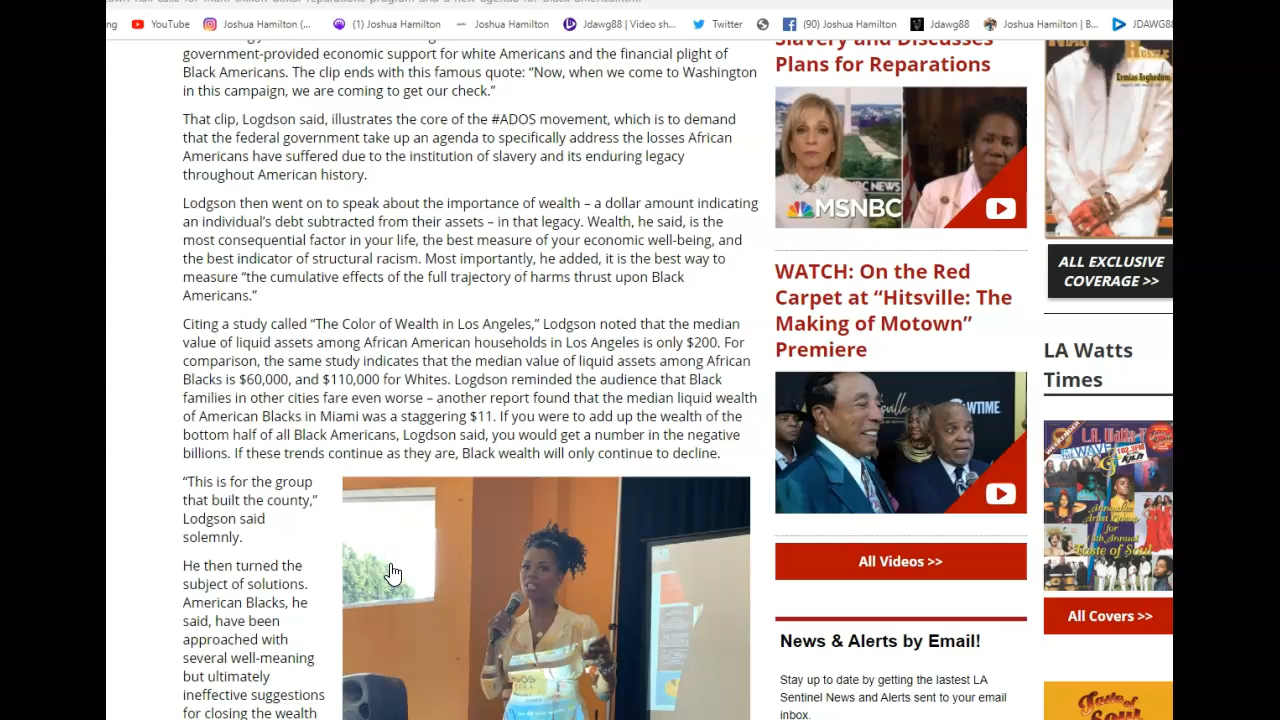 YouTube
Joshua Hamilton (...
(1) Joshua Hamilton
Joshua Hamilton
Jdawg88 | Video sh...
Twitter
(90) Joshua Hamilton
Jdawg88
Joshua Hamilton | B...
JDAWG88
government-provided economic support for white Americans and the financial plight of
Black Americans. The clip ends with this famous quote: “Now, when we come to Washington
in this campaign, we are coming to get our check.”
That clip, Logdson said, illustrates the core of the #ADOS movement, which is to demand
that the federal government take up an agenda to specifically address the losses African
Americans have suffered due to the institution of slavery and its enduring legacy
throughout American history.
Lodgson then went on to speak about the importance of wealth – a dollar amount indicating
an individual’s debt subtracted from their assets – in that legacy. Wealth, he said, is the
most consequential factor in your life, the best measure of your economic well-being, and
the best indicator of structural racism. Most importantly, he added, it is the best way to
measure “the cumulative effects of the full trajectory of harms thrust upon Black
Americans.”
Citing a study called “The Color of Wealth in Los Angeles,” Lodgson noted that the median
value of liquid assets among African American households in Los Angeles is only $200. For
comparison, the same study indicates that the median value of liquid assets among African
Blacks is $60,000, and $110,000 for Whites. Logdson reminded the audience that Black
families in other cities fare even worse – another report found that the median liquid wealth
of American Blacks in Miami was a staggering $11. If you were to add up the wealth of the
bottom half of all Black Americans, Logdson said, you would get a number in the negative
billions. If these trends continue as they are, Black wealth will only continue to decline.
“This is for the group
that built the county,”
Lodgson said
solemnly.
He then turned the
subject of solutions.
American Blacks, he
said, have been
approached with
several well-meaning
but ultimately
ineffective suggestions
for closing the wealth
Slavery and Discusses
Plans for Reparations
NBC NEWS
MSNBC
WATCH: On the Red
Carpet at “Hitsville: The
Making of Motown”
Premiere
All Videos >>
News & Alerts by Email!
Stay up to date by getting the lastest LA
Sentinel News and Alerts sent to your email
inbox.
Ermias Asghedom
ALL EXCLUSIVE
COVERAGE >>
LA Watts
Times
L.A. Watts T
THE WAVE
Taste of Soul
All Covers >>
Taste of
Soul